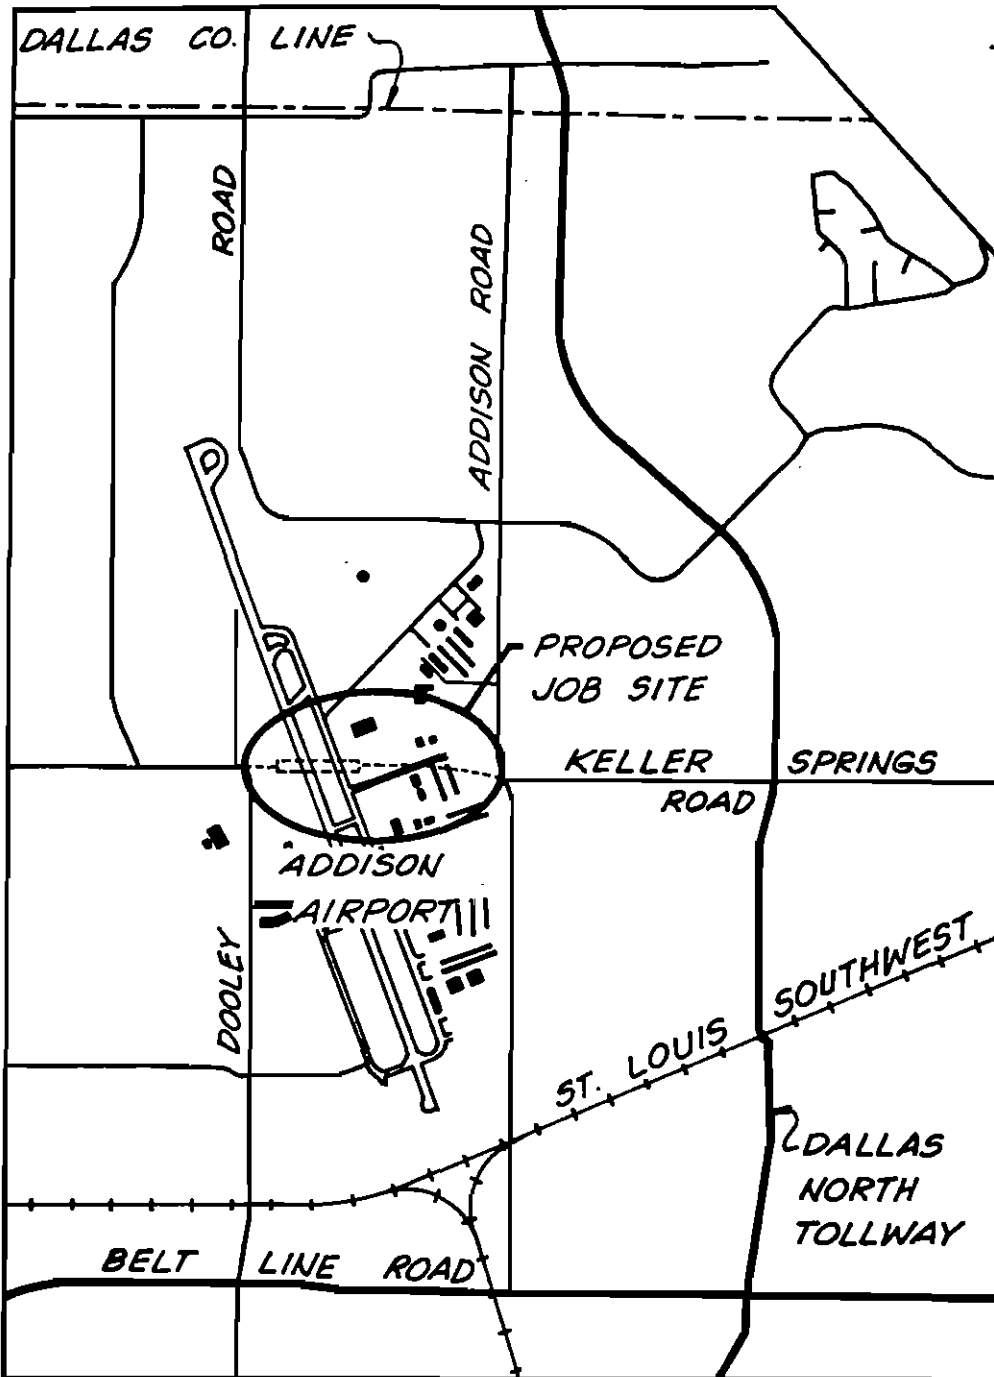 DALLAS CO. LINE
ROAD
ADDISON ROAD
PROPOSED
JOB SITE
KELLER SPRINGS
ROAD
ADDISON
AIRPORT
DOOLEY
ST. LOUIS SOUTHWEST
DALLAS
NORTH
TOLLWAY
BELT LINE ROAD